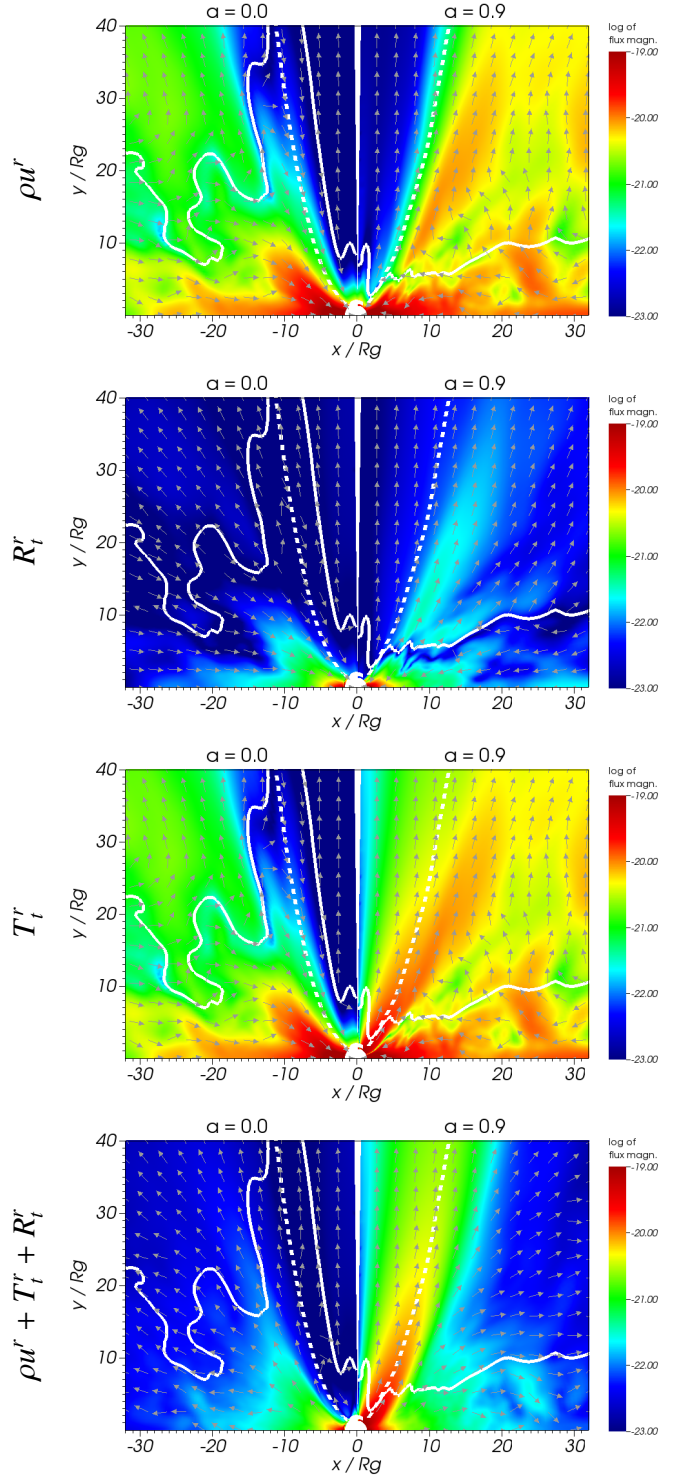 α = 0.0 α = 0.9 log of
flux magn.
-19.00
-20.00
-21.00
-22.00
-23.00
40
30
20
10
y / Rg
ρu^r
-30 -20 -10 0 10 20 30
x / Rg
α = 0.0 α = 0.9 log of
flux magn.
-19.00
-20.00
-21.00
-22.00
-23.00
40
30
20
10
y / Rg
R^r_t
-30 -20 -10 0 10 20 30
x / Rg
α = 0.0 α = 0.9 log of
flux magn.
-19.00
-20.00
-21.00
-22.00
-23.00
40
30
20
10
y / Rg
T^r_t
-30 -20 -10 0 10 20 30
x / Rg
α = 0.0 α = 0.9 log of
flux magn.
-19.00
-20.00
-21.00
-22.00
-23.00
40
30
20
10
y / Rg
ρu^r + T^r_t + R^r_t
-30 -20 -10 0 10 20 30
x / Rg